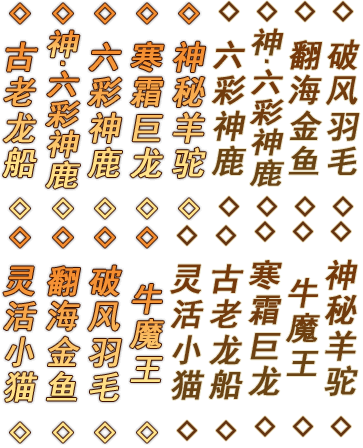 古老龙船
神·六彩神鹿
六彩神鹿
寒霜巨龙
神秘羊驼
六彩神鹿
神·六彩神鹿
翻海金鱼
破风羽毛
灵活小猫
翻海金鱼
破风羽毛
牛魔王
灵活小猫
古老龙船
寒霜巨龙
牛魔王
神秘羊驼